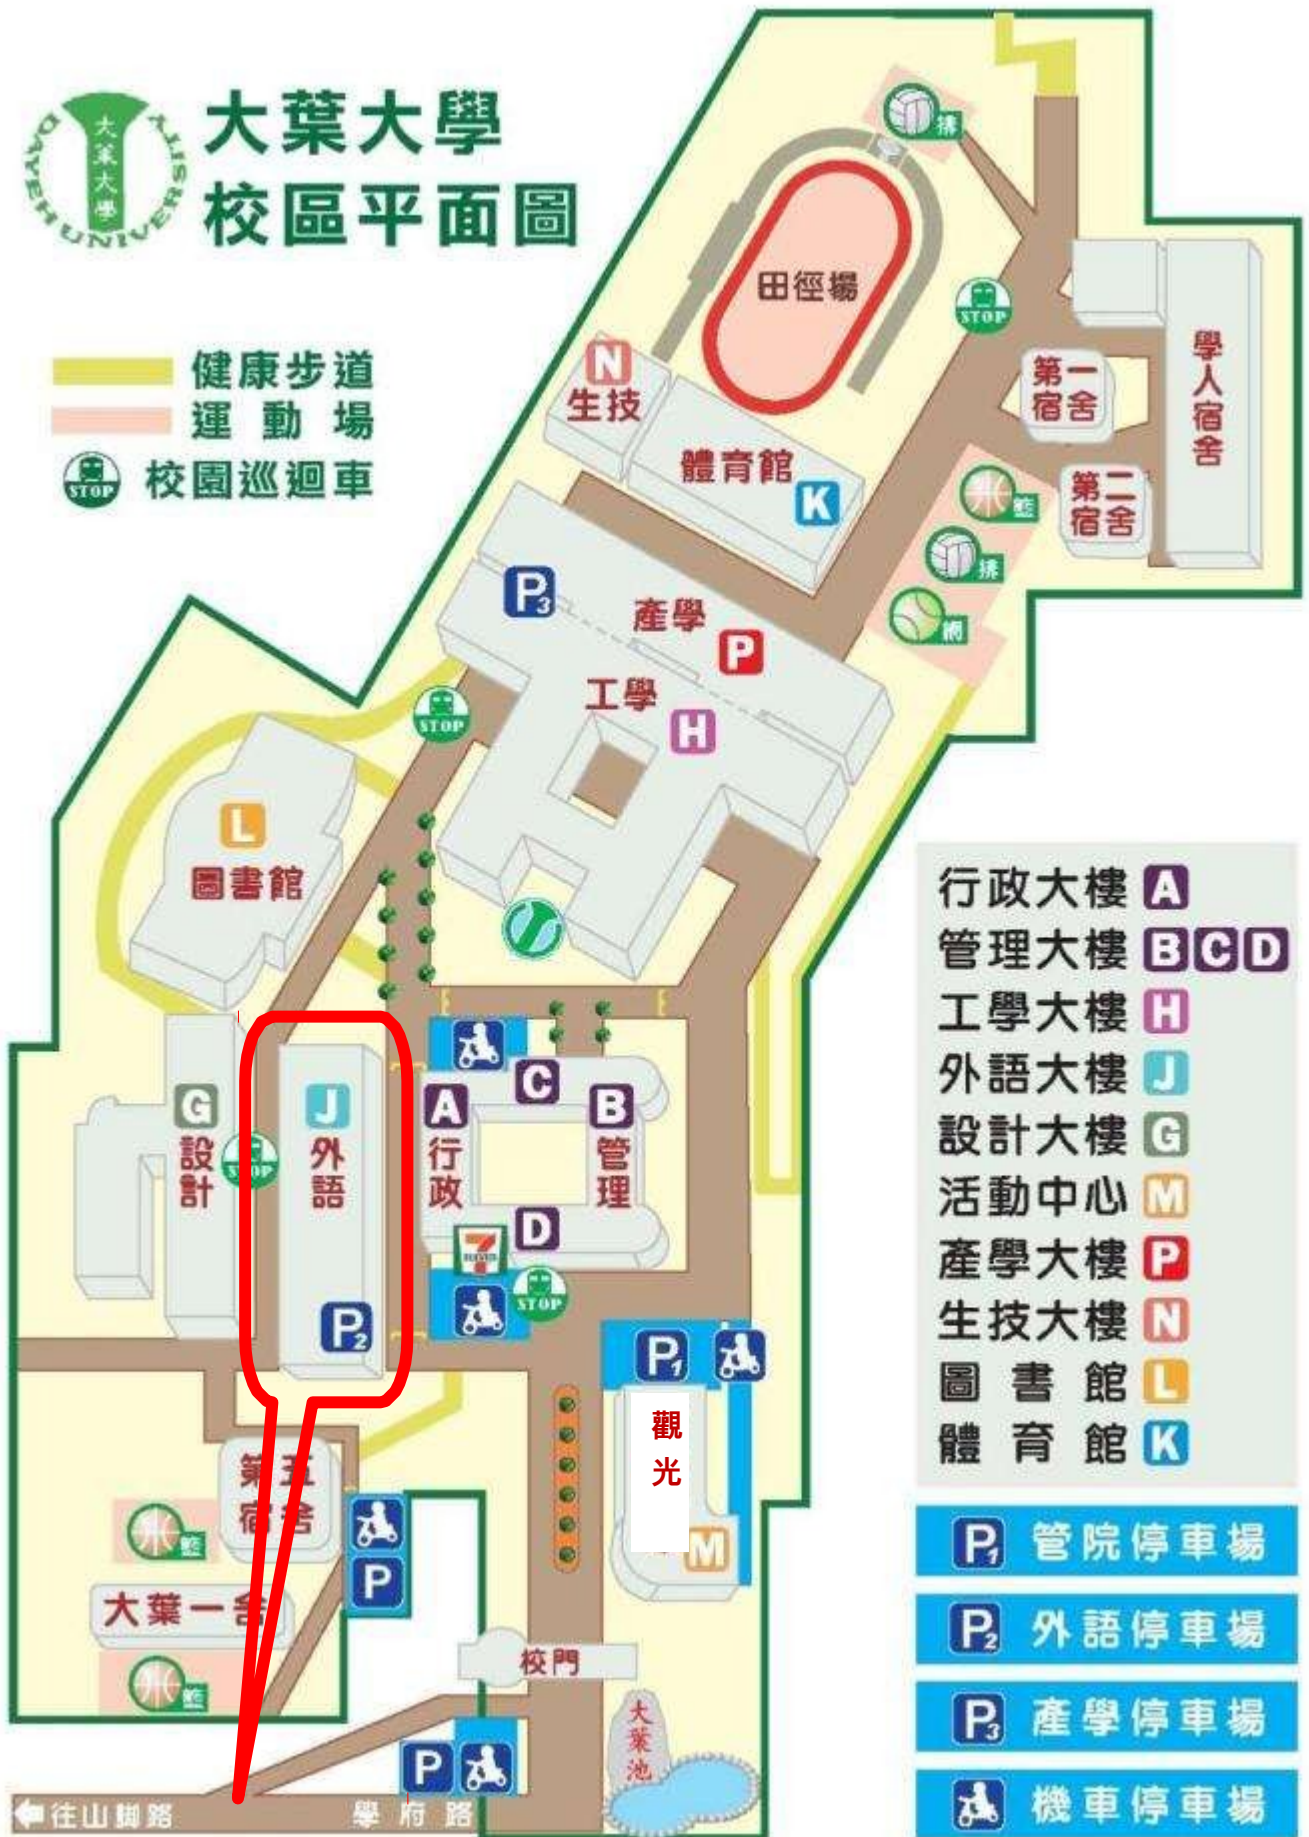 大葉大學
校區平面圖
大葉大學
DAYEH UNIVERSITY
健康步道
運動場
STOP 校園巡迴車
排
田徑場
STOP
N
生技
體育館
K
第一
宿舍
學人宿舍
第二
宿舍
籃
排
網
P3
產學
P
工學
H
STOP
L
圖書館
G
設計
STOP
J
外語
P2
A
行政
C
B
管理
D
7
ELEVEN
STOP
P1
觀光
M
第五
宿舍
籃
P
大葉一舍
籃
校門
大葉池
P
往山腳路
學府路
行政大樓 A
管理大樓 B C D
工學大樓 H
外語大樓 J
設計大樓 G
活動中心 M
產學大樓 P
生技大樓 N
圖書館 L
體育館 K
P1 管院停車場
P2 外語停車場
P3 產學停車場
機車停車場